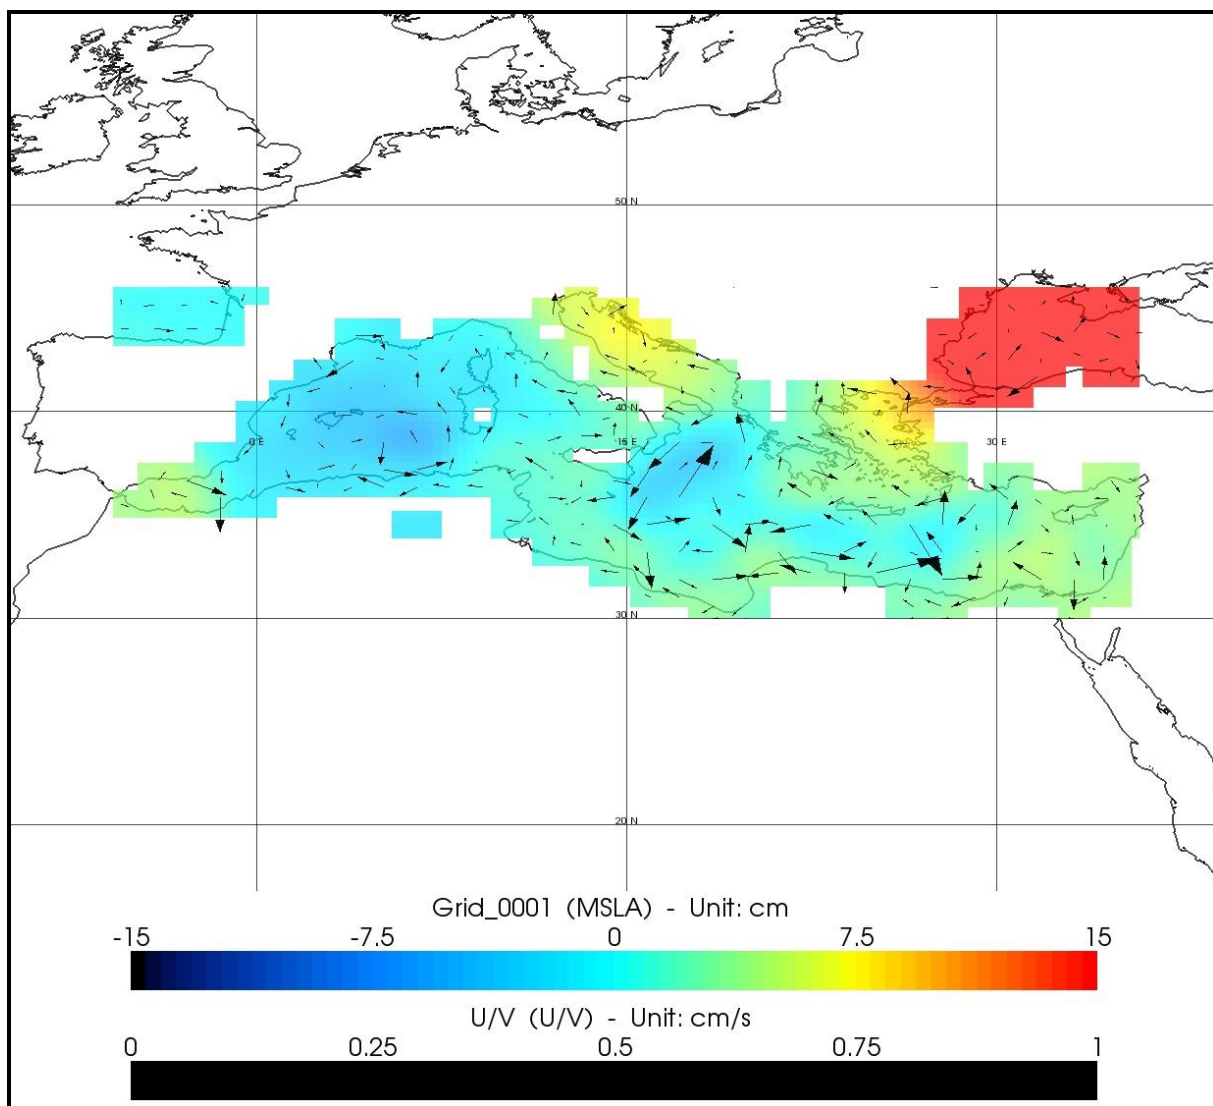 50 N
40 N
0 E
15 E
30 E
30 N
20 N
Grid_0001 (MSLA) - Unit: cm
-15 -7.5 0 7.5 15
U/V (U/V) - Unit: cm/s
0 0.25 0.5 0.75 1